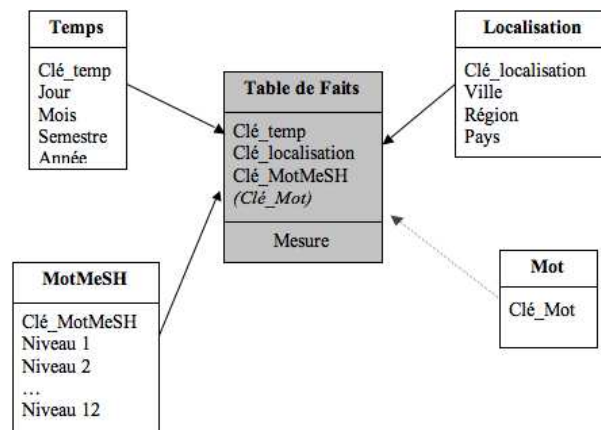 Temps
Clé_temp
Jour
Mois
Semestre
Année
Localisation
Clé_localisation
Ville
Région
Pays
Table de Faits
Clé_temp
Clé_localisation
Clé_MotMeSH
(Clé_Mot)
Mesure
MotMeSH
Clé_MotMeSH
Niveau 1
Niveau 2
…
Niveau 12
Mot
Clé_Mot